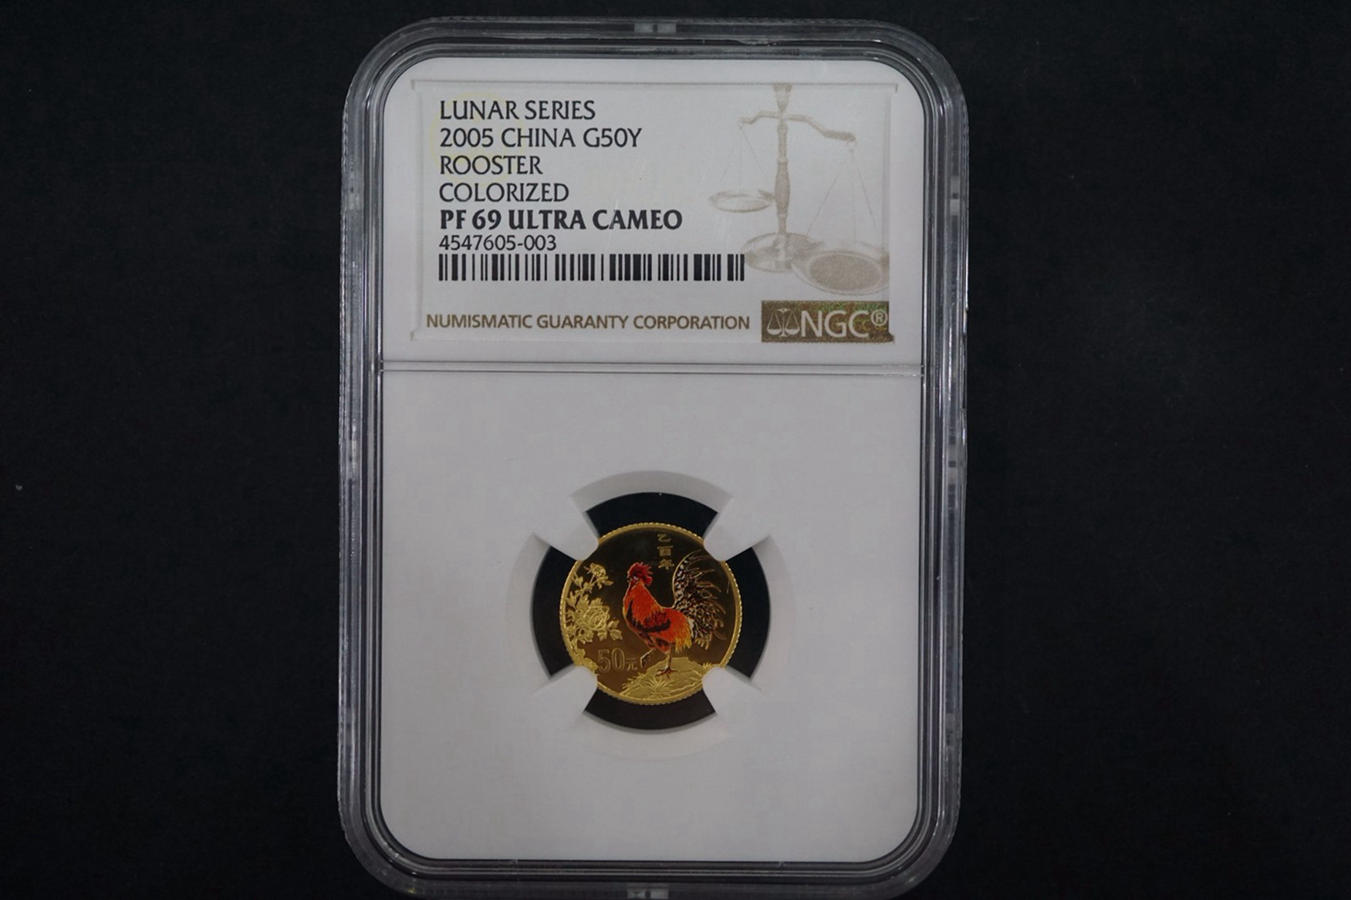 LUNAR SERIES
2005 CHINA G50Y
ROOSTER
COLORIZED
PF 69 ULTRA CAMEO
4547605-003
NUMISMATIC GUARANTY CORPORATION
NGC®
乙酉年
50元